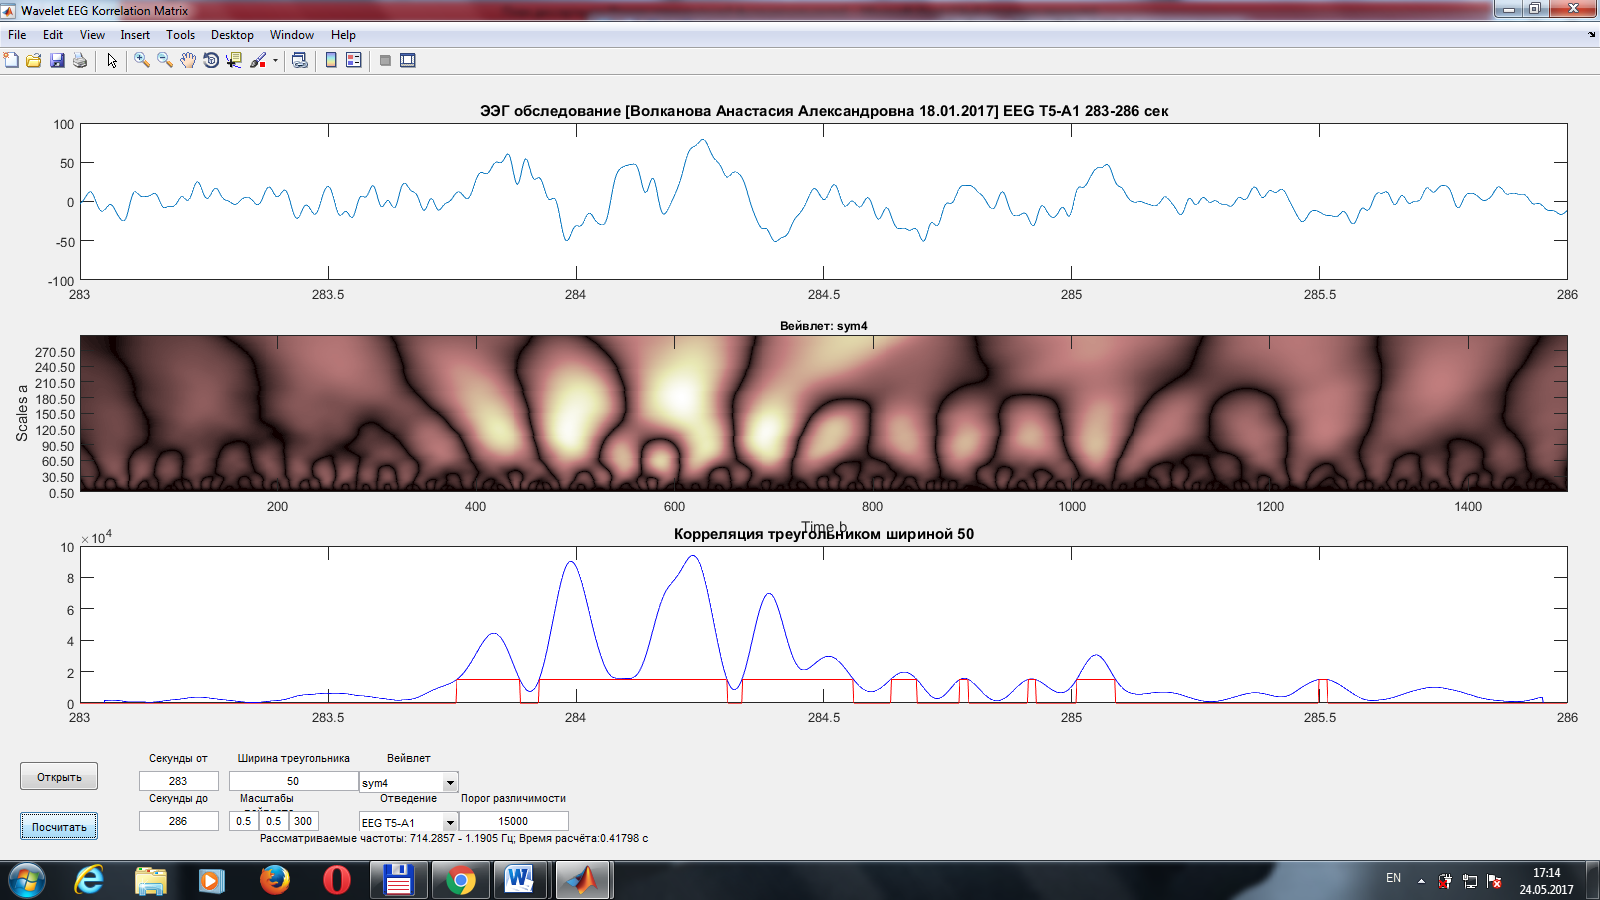 Wavelet EEG Korrelation Matrix
File Edit View Insert Tools Desktop Window Help
ЭЭГ обследование [Волканова Анастасия Александровна 18.01.2017] EEG T5-A1 283-286 сек
100
50
0
-50
-100
283 283.5 284 284.5 285 285.5 286
Вейвлет: sym4
Scales a
270.50
240.50
210.50
180.50
150.50
120.50
90.50
60.50
30.50
0.50
200 400 600 800 1000 1200 1400
Time b
Корреляция треугольником шириной 50
×10^4
10
8
6
4
2
0
283 283.5 284 284.5 285 285.5 286
Секунды от Ширина треугольника Вейвлет
Открыть 283 50 sym4
Секунды до Масштабы Отведение Порог различимости
Посчитать 286 0.5 0.5 300 EEG T5-A1 15000
Рассматриваемые частоты: 714.2857 - 1.1905 Гц; Время расчёта:0.41798 с
EN 17:14
24.05.2017